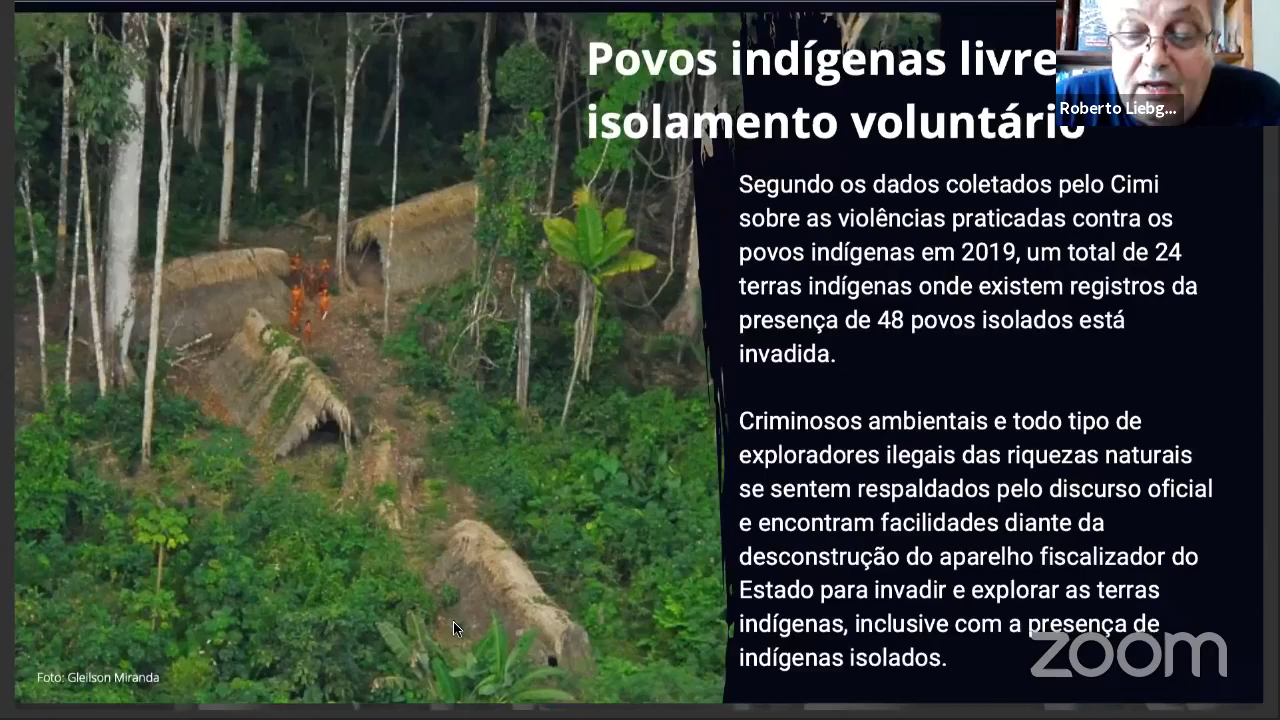 Povos indígenas livre
isolamento voluntário
Roberto Liebg...
Segundo os dados coletados pelo Cimi
sobre as violências praticadas contra os
povos indígenas em 2019, um total de 24
terras indígenas onde existem registros da
presença de 48 povos isolados está
invadida.
Criminosos ambientais e todo tipo de
exploradores ilegais das riquezas naturais
se sentem respaldados pelo discurso oficial
e encontram facilidades diante da
desconstrução do aparelho fiscalizador do
Estado para invadir e explorar as terras
indígenas, inclusive com a presença de
indígenas isolados.
zoom
Foto: Gleilson Miranda